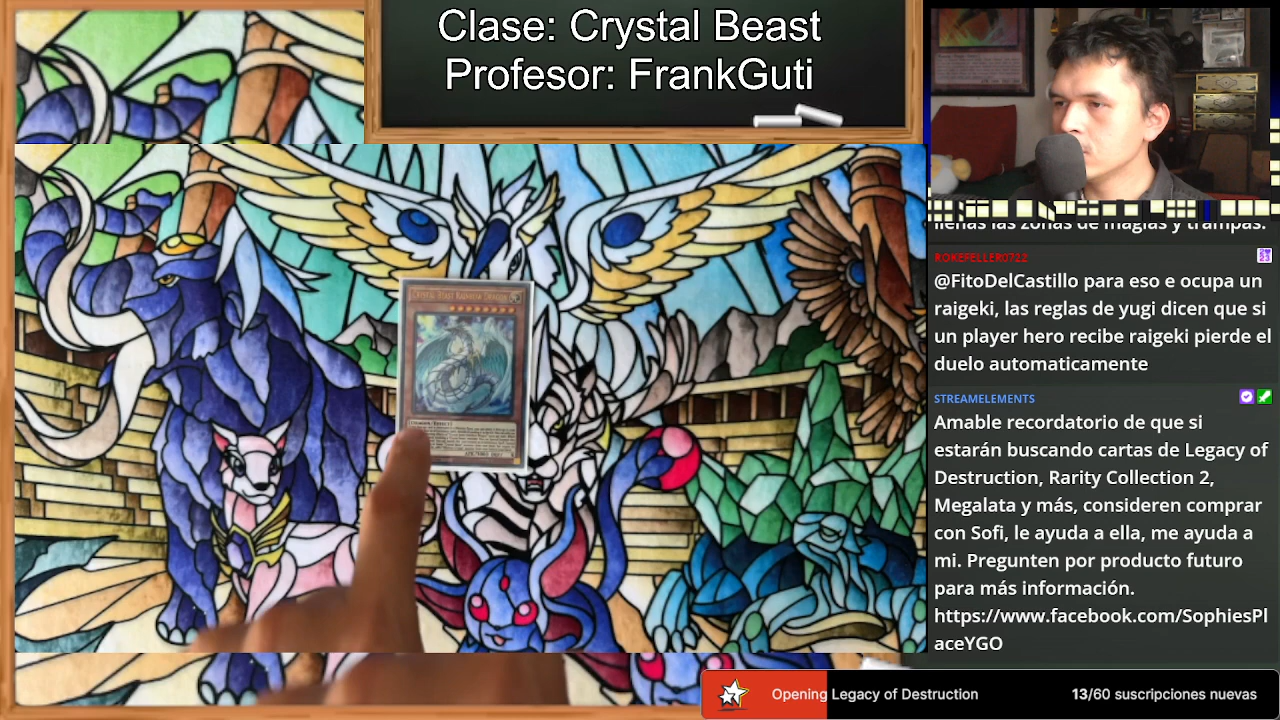 Clase: Crystal Beast
Profesor: FrankGuti
llenas las zonas de magias y trampas.
ROKEFELLER0722
@FitoDelCastillo para eso e ocupa un
raigeki, las reglas de yugi dicen que si
un player hero recibe raigeki pierde el
duelo automaticamente
STREAMELEMENTS
Amable recordatorio de que si
estarán buscando cartas de Legacy of
Destruction, Rarity Collection 2,
Megalata y más, consideren comprar
con Sofi, le ayuda a ella, me ayuda a
mi. Pregunten por producto futuro
para más información.
https://www.facebook.com/SophiesPl
aceYGO
Crystal Beast Rainbow Dragon
Opening Legacy of Destruction
13/60 suscripciones nuevas